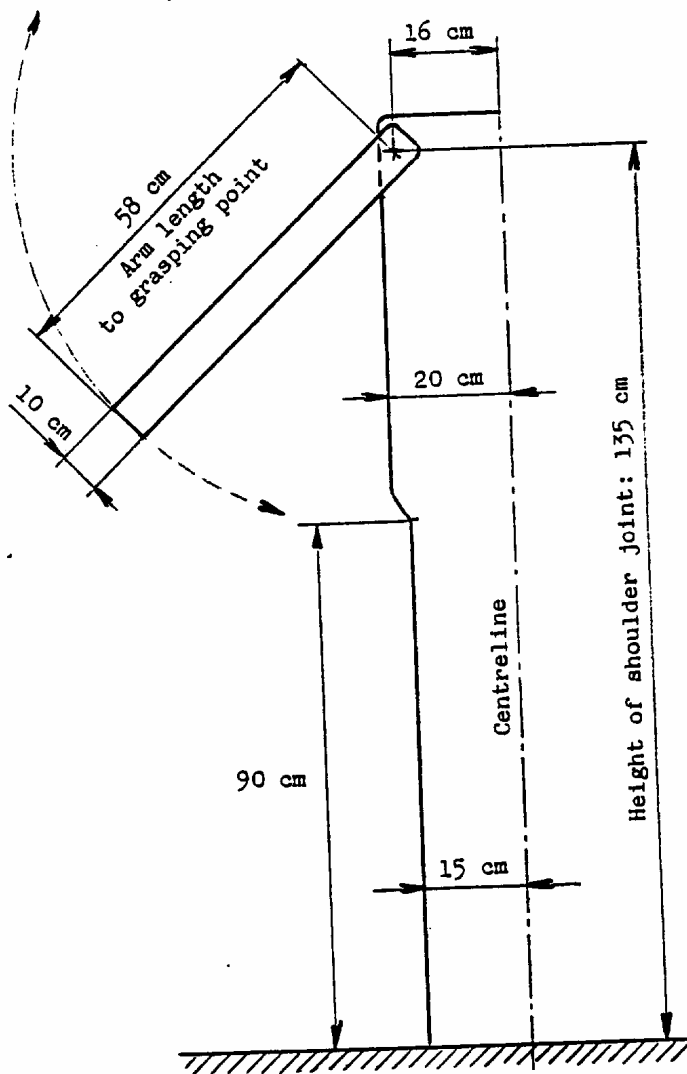 16 cm
58 cm
Arm length
to grasping point
10 cm
20 cm
Height of shoulder joint: 135 cm
Centreline
90 cm
15 cm